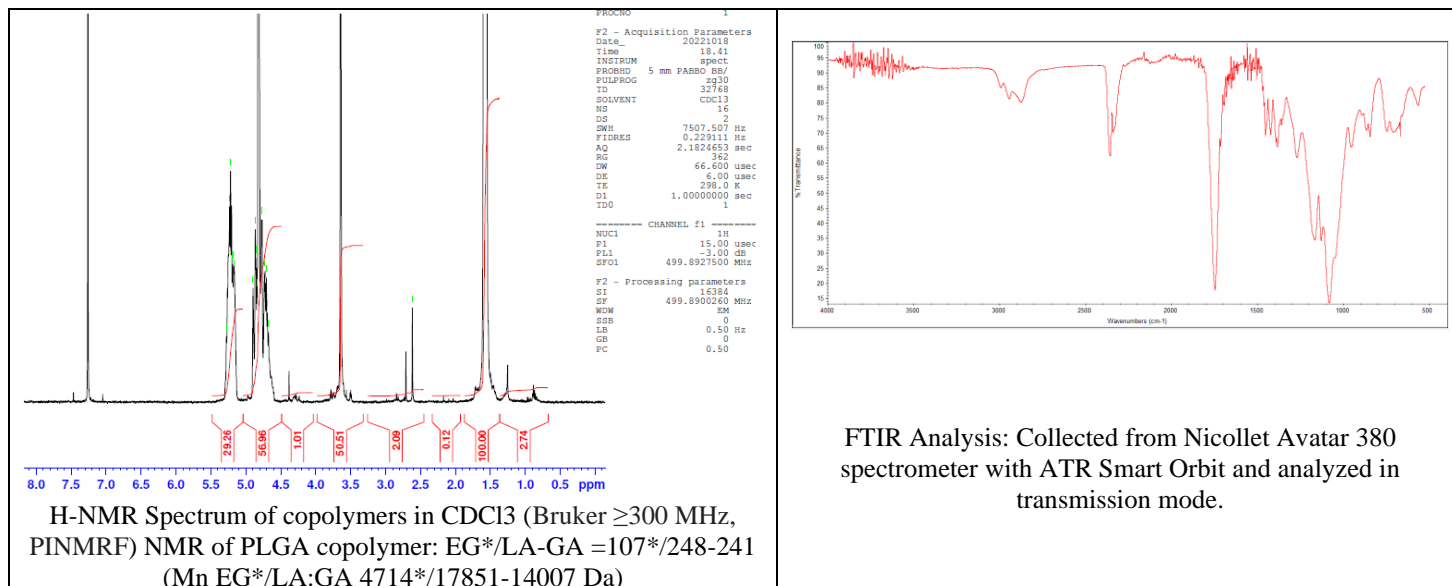 PROCNO 1
F2 - Acquisition Parameters
Date_ 20221018
Time 18.41
INSTRUM spect
PROBHD 5 mm PABBO BB/
PULPROG zg30
TD 32768
SOLVENT CDCl3
NS 16
DS 2
SWH 7507.507 Hz
FIDRES 0.229111 Hz
AQ 2.1824653 sec
RG 362
DW 66.600 usec
DE 6.00 usec
TE 298.0 K
D1 1.00000000 sec
TD0 1
======== CHANNEL f1 ========
NUC1 1H
P1 15.00 usec
PL1 -3.00 dB
SFO1 499.8927500 MHz
F2 - Processing parameters
SI 16384
SF 499.8900260 MHz
WDW EM
SSB 0
LB 0.50 Hz
GB 0
PC 0.50
29.26 56.96 1.01 50.51 2.09 0.12 100.00 2.74
8.0 7.5 7.0 6.5 6.0 5.5 5.0 4.5 4.0 3.5 3.0 2.5 2.0 1.5 1.0 0.5 ppm
H-NMR Spectrum of copolymers in CDCl3 (Bruker ≥300 MHz,
PINMRF) NMR of PLGA copolymer: EG*/LA-GA =107*/248-241
(Mn EG*/LA:GA 4714*/17851-14007 Da)
100
95
90
85
80
75
70
65
60
55
50
45
40
35
30
25
20
15
% Transmittance
4000 3500 3000 2500 2000 1500 1000 500
Wavenumbers (cm-1)
FTIR Analysis: Collected from Nicollet Avatar 380
spectrometer with ATR Smart Orbit and analyzed in
transmission mode.